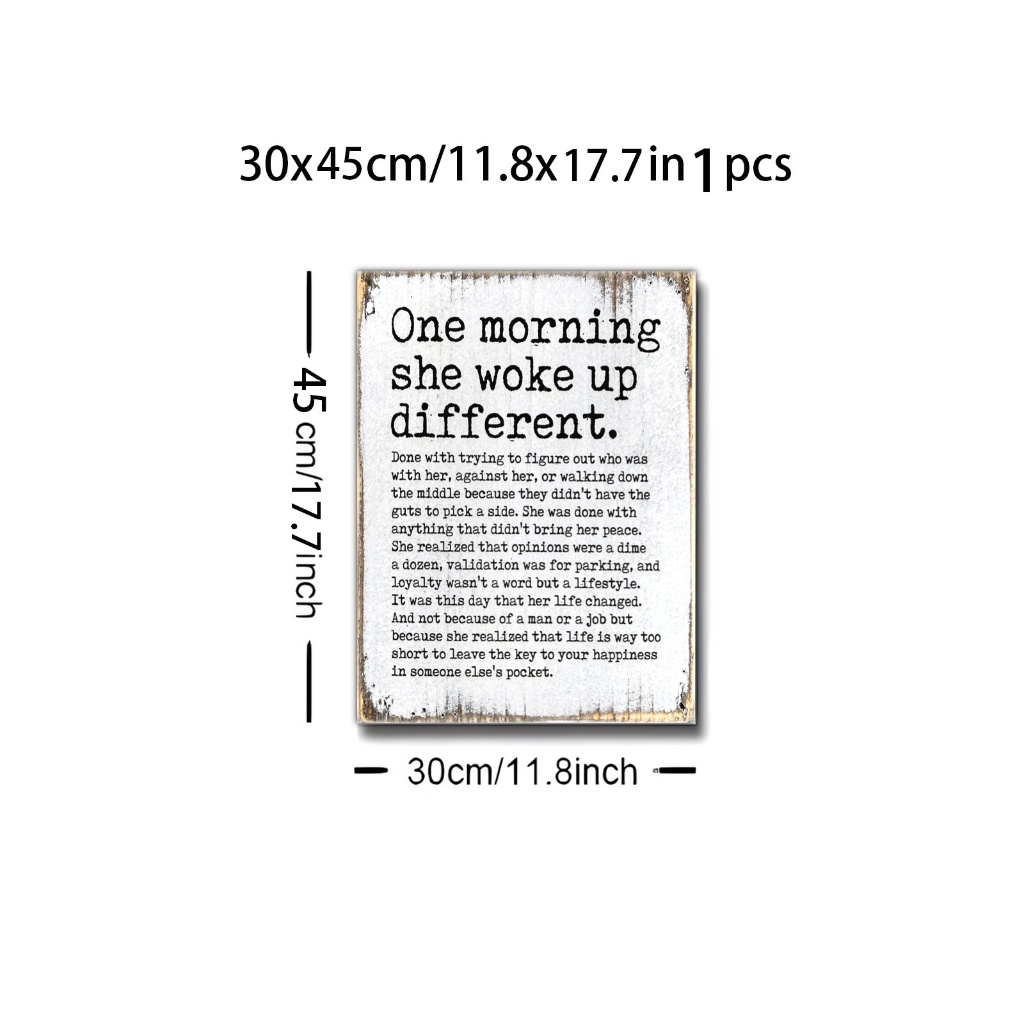 30x45cm/11.8x17.7in 1 pcs
45 cm/17.7inch
One morning
she woke up
different.
Done with trying to figure out who was
with her, against her, or walking down
the middle because they didn't have the
guts to pick a side. She was done with
anything that didn't bring her peace.
She realized that opinions were a dime
a dozen, validation was for parking, and
loyalty wasn't a word but a lifestyle.
It was this day that her life changed.
And not because of a man or a job but
because she realized that life is way too
short to leave the key to your happiness
in someone else's pocket.
30cm/11.8inch